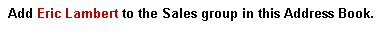 Add Eric Lambert to the Sales group in this Address Book.